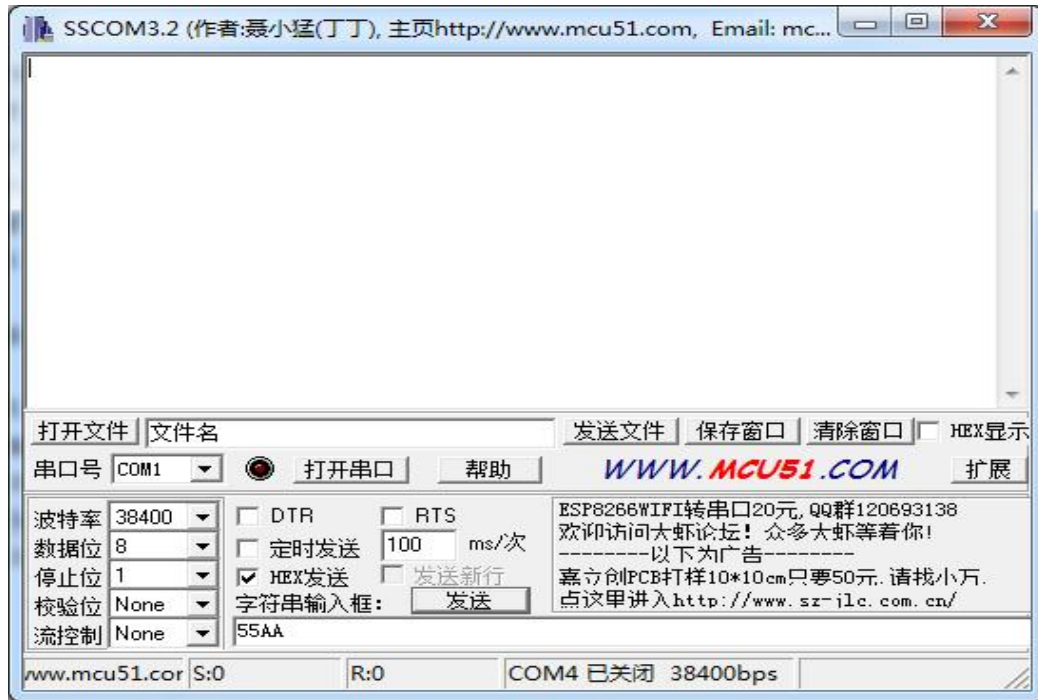 SSCOM3.2 (作者:聂小猛(丁丁), 主页http://www.mcu51.com, Email: mc...
打开文件 文件名 发送文件 保存窗口 清除窗口 HEX显示
串口号 COM1 打开串口 帮助 WWW.MCU51.COM 扩展
波特率 38400 DTR RTS
数据位 8 定时发送 100 ms/次
停止位 1 HEX发送 发送新行
校验位 None 字符串输入框: 发送
流控制 None 55AA
ESP8266WIFI转串口20元,QQ群120693138
欢迎访问大虾论坛!众多大虾等着你!
--------以下为广告--------
嘉立创PCB打样10*10cm只要50元.请找小万.
点这里进入http://www.sz-jlc.com.cn/
www.mcu51.cor S:0 R:0 COM4 已关闭 38400bps